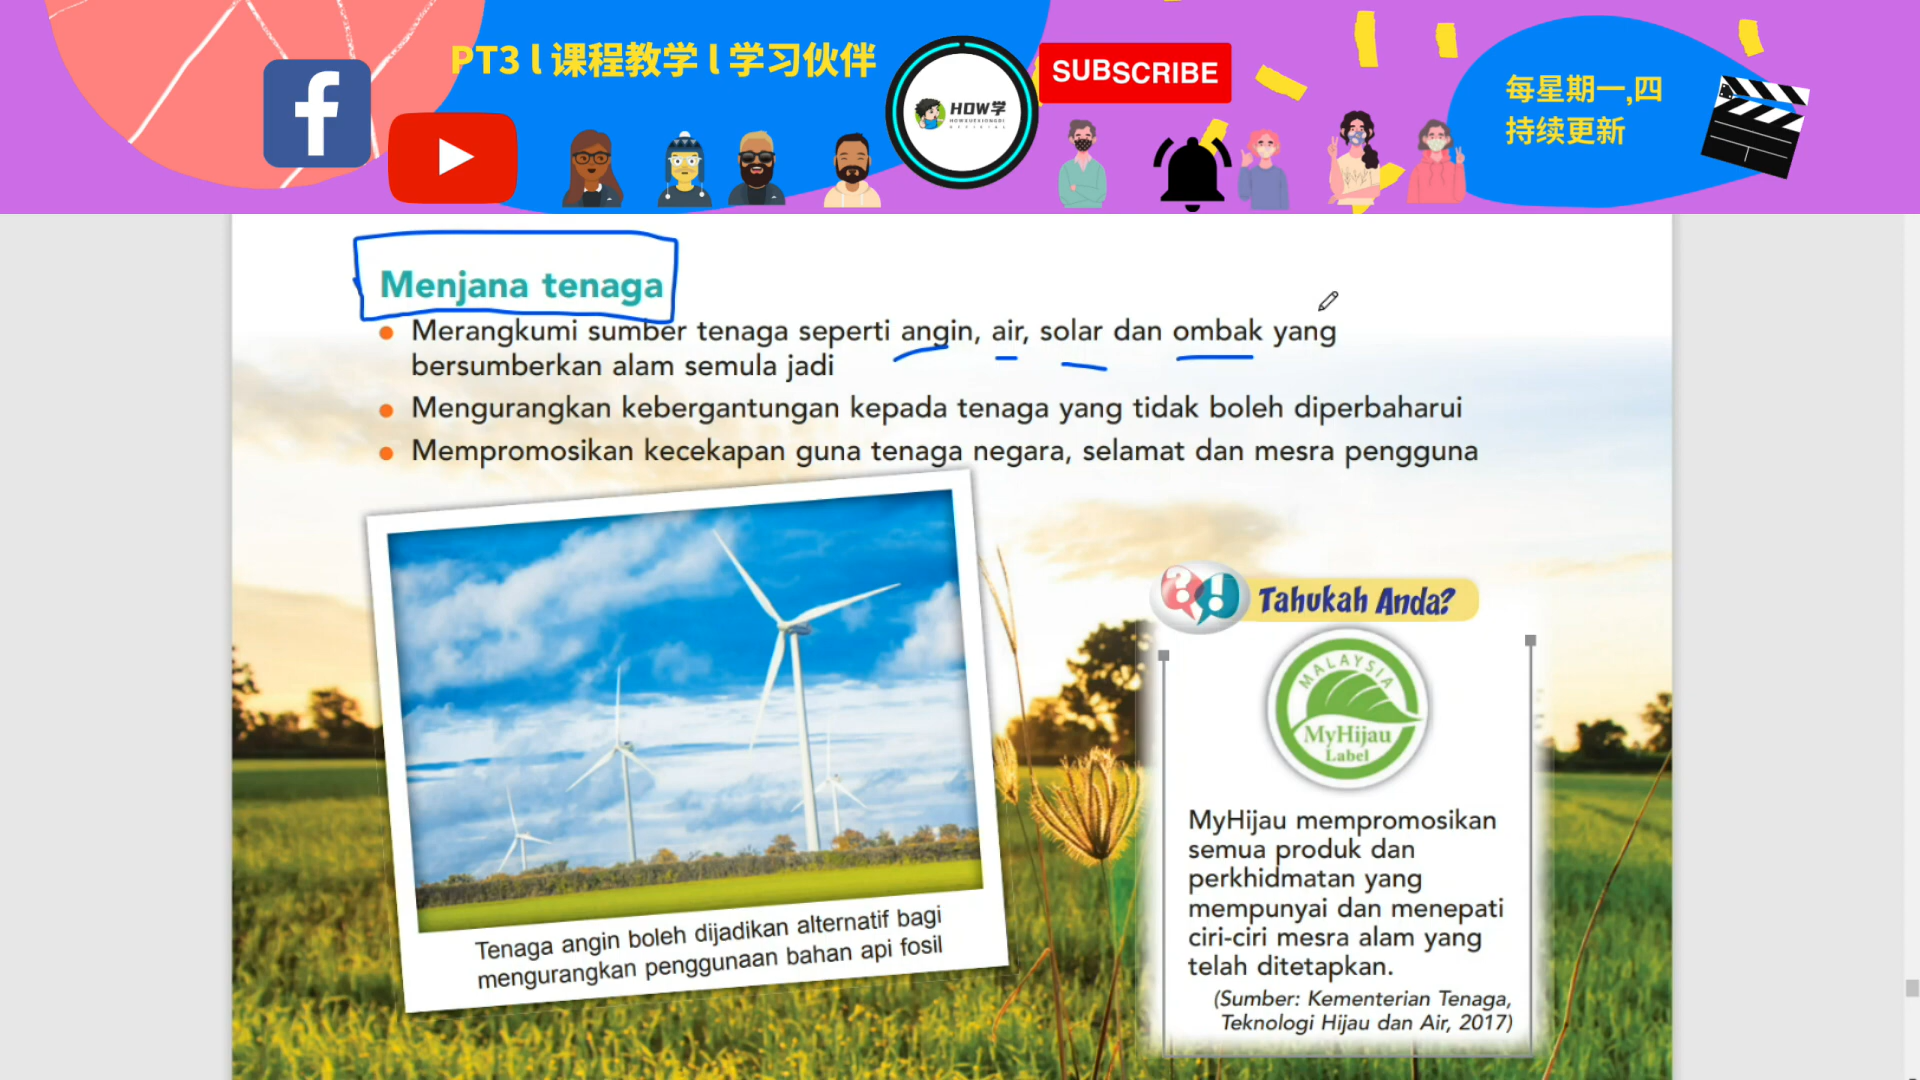 PT3 l 课程教学 l 学习伙伴
HOW学
SUBSCRIBE
每星期一,四
持续更新
Menjana tenaga
Merangkumi sumber tenaga seperti angin, air, solar dan ombak yang
bersumberkan alam semula jadi
Mengurangkan kebergantungan kepada tenaga yang tidak boleh diperbaharui
Mempromosikan kecekapan guna tenaga negara, selamat dan mesra pengguna
Tenaga angin boleh dijadikan alternatif bagi
mengurangkan penggunaan bahan api fosil
Tahukah Anda?
MALAYSIA
MyHijau
Label
MyHijau mempromosikan
semua produk dan
perkhidmatan yang
mempunyai dan menepati
ciri-ciri mesra alam yang
telah ditetapkan.
(Sumber: Kementerian Tenaga,
Teknologi Hijau dan Air, 2017)